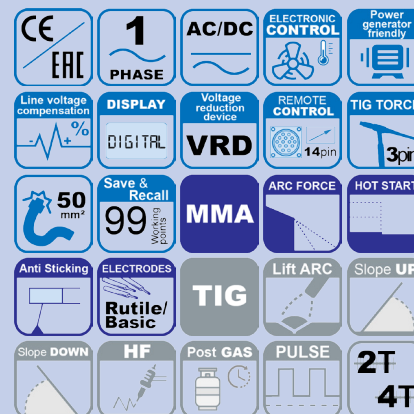 CE
EAC
1
PHASE
AC/DC
ELECTRONIC
CONTROL
Power
generator
friendly
Line voltage
compensation
%
DISPLAY
DIGITAL
Voltage
reduction
device
VRD
REMOTE
CONTROL
14pin
TIG TORC
3pi
50
mm²
Save &
Recall
99
Working
points
MMA
ARC FORCE
HOT START
Anti Sticking
ELECTRODES
Rutile/
Basic
TIG
Lift ARC
Slope UP
Slope DOWN
HF
Post GAS
PULSE
2T
4T